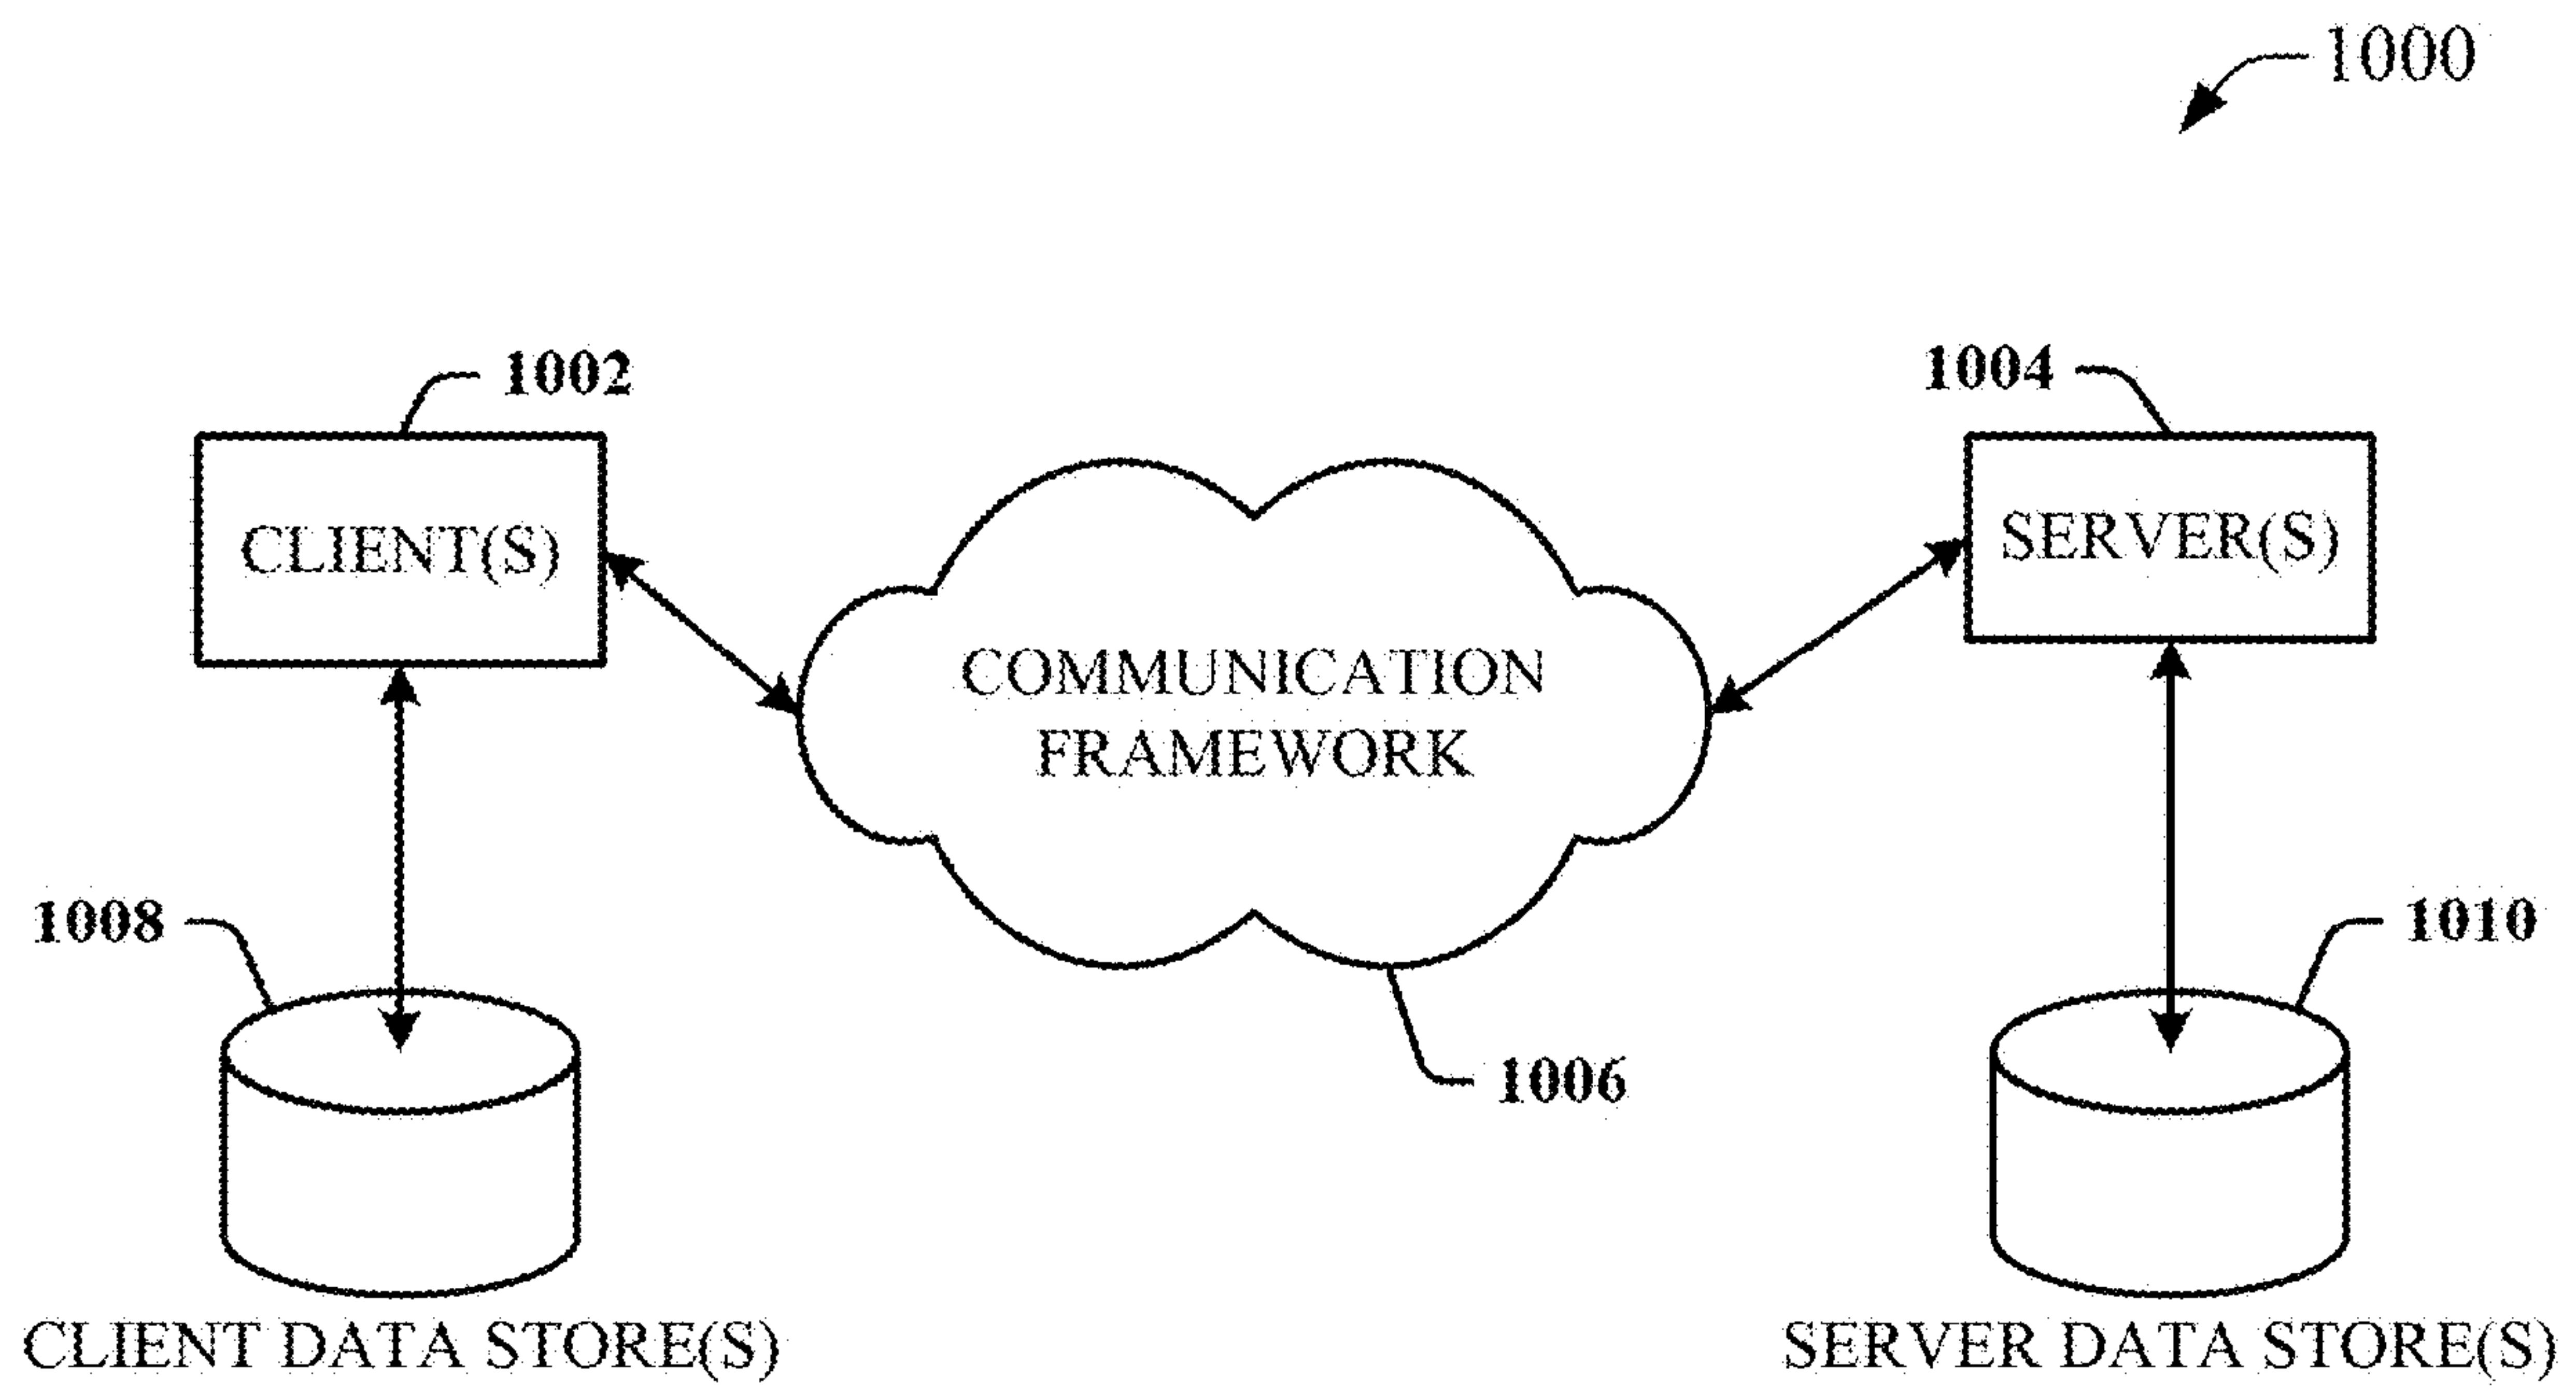 1000
1002
1004
CLIENT(S)
SERVER(S)
COMMUNICATION
FRAMEWORK
1008
1010
1006
CLIENT DATA STORE(S)
SERVER DATA STORE(S)